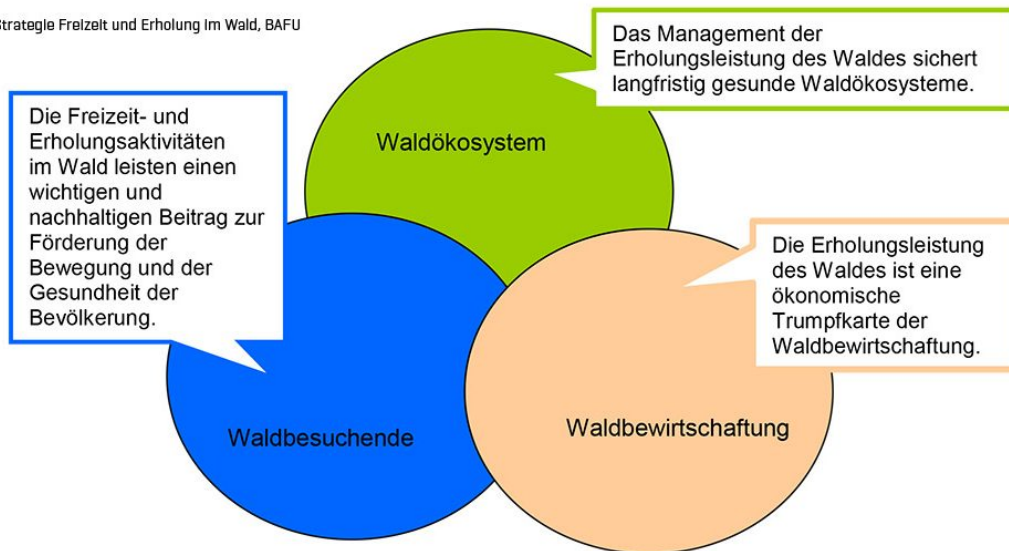 Strategie Freizeit und Erholung im Wald, BAFU
Das Management der
Erholungsleistung des Waldes sichert
langfristig gesunde Waldökosysteme.
Die Freizeit- und
Erholungsaktivitäten
im Wald leisten einen
wichtigen und
nachhaltigen Beitrag zur
Förderung der
Bewegung und der
Gesundheit der
Bevölkerung.
Waldökosystem
Die Erholungsleistung
des Waldes ist eine
ökonomische
Trumpfkarte der
Waldbewirtschaftung.
Waldbesuchende
Waldbewirtschaftung